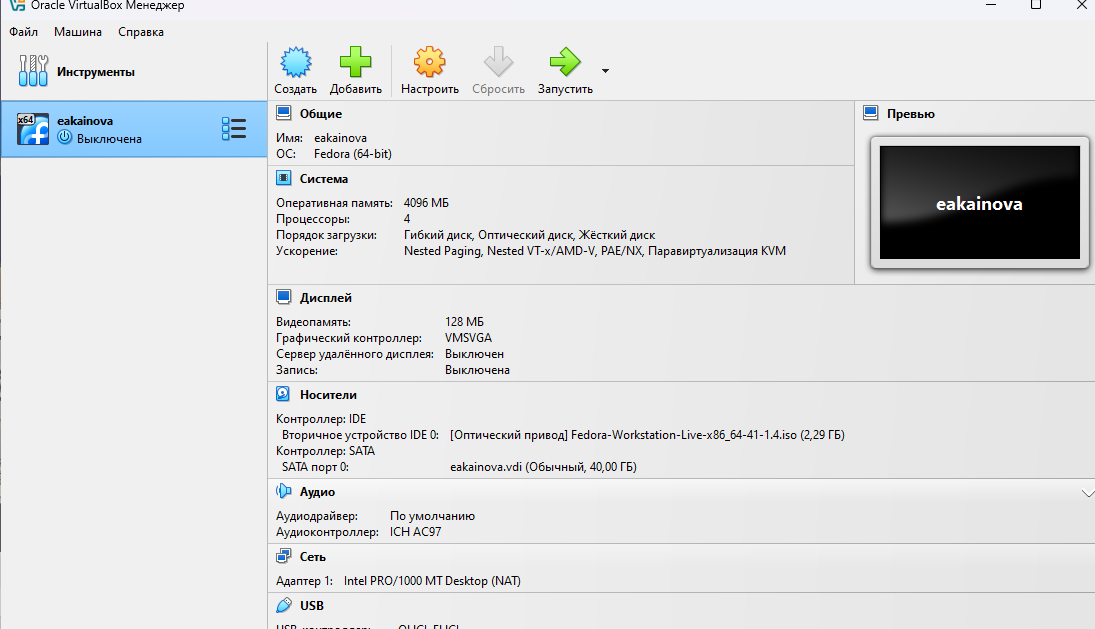 Oracle VirtualBox Менеджер
Файл Машина Справка
Инструменты
Создать Добавить Настроить Сбросить Запустить
x64
eakainova
Выключена
Общие
Имя: eakainova
ОС: Fedora (64-bit)
Превью
eakainova
Система
Оперативная память: 4096 МБ
Процессоры: 4
Порядок загрузки: Гибкий диск, Оптический диск, Жёсткий диск
Ускорение: Nested Paging, Nested VT-x/AMD-V, PAE/NX, Паравиртуализация KVM
Дисплей
Видеопамять: 128 МБ
Графический контроллер: VMSVGA
Сервер удалённого дисплея: Выключен
Запись: Выключена
Носители
Контроллер: IDE
Вторичное устройство IDE 0: [Оптический привод] Fedora-Workstation-Live-x86_64-41-1.4.iso (2,29 ГБ)
Контроллер: SATA
SATA порт 0: eakainova.vdi (Обычный, 40,00 ГБ)
Аудио
Аудиодрайвер: По умолчанию
Аудиоконтроллер: ICH AC97
Сеть
Адаптер 1: Intel PRO/1000 MT Desktop (NAT)
USB